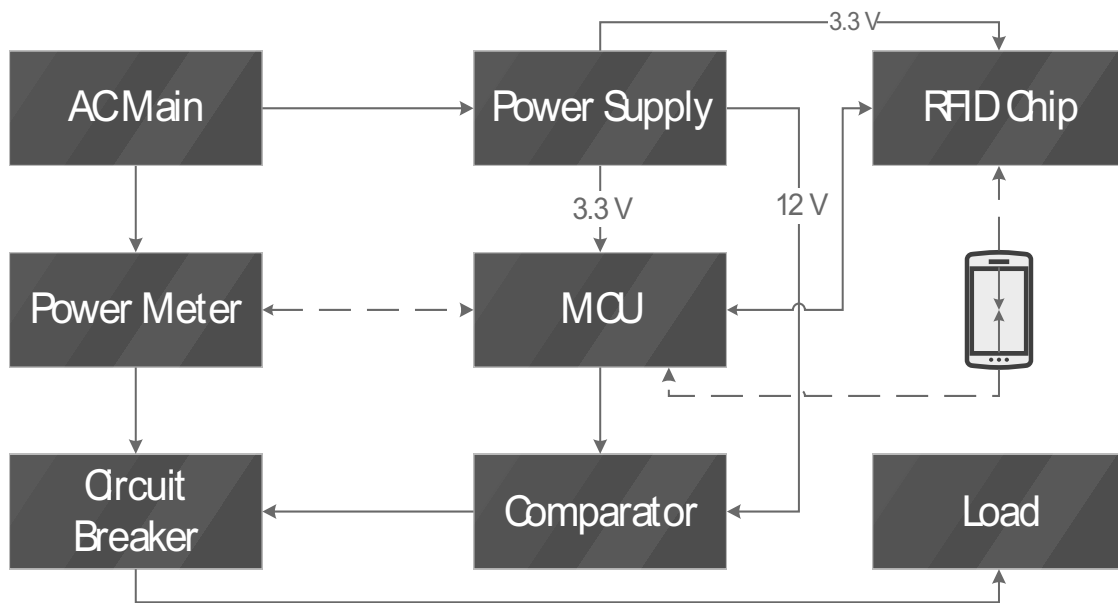 3.3 V
AC Main
Power Supply
RFID Chip
3.3 V
12 V
Power Meter
MCU
Circuit
Breaker
Comparator
Load